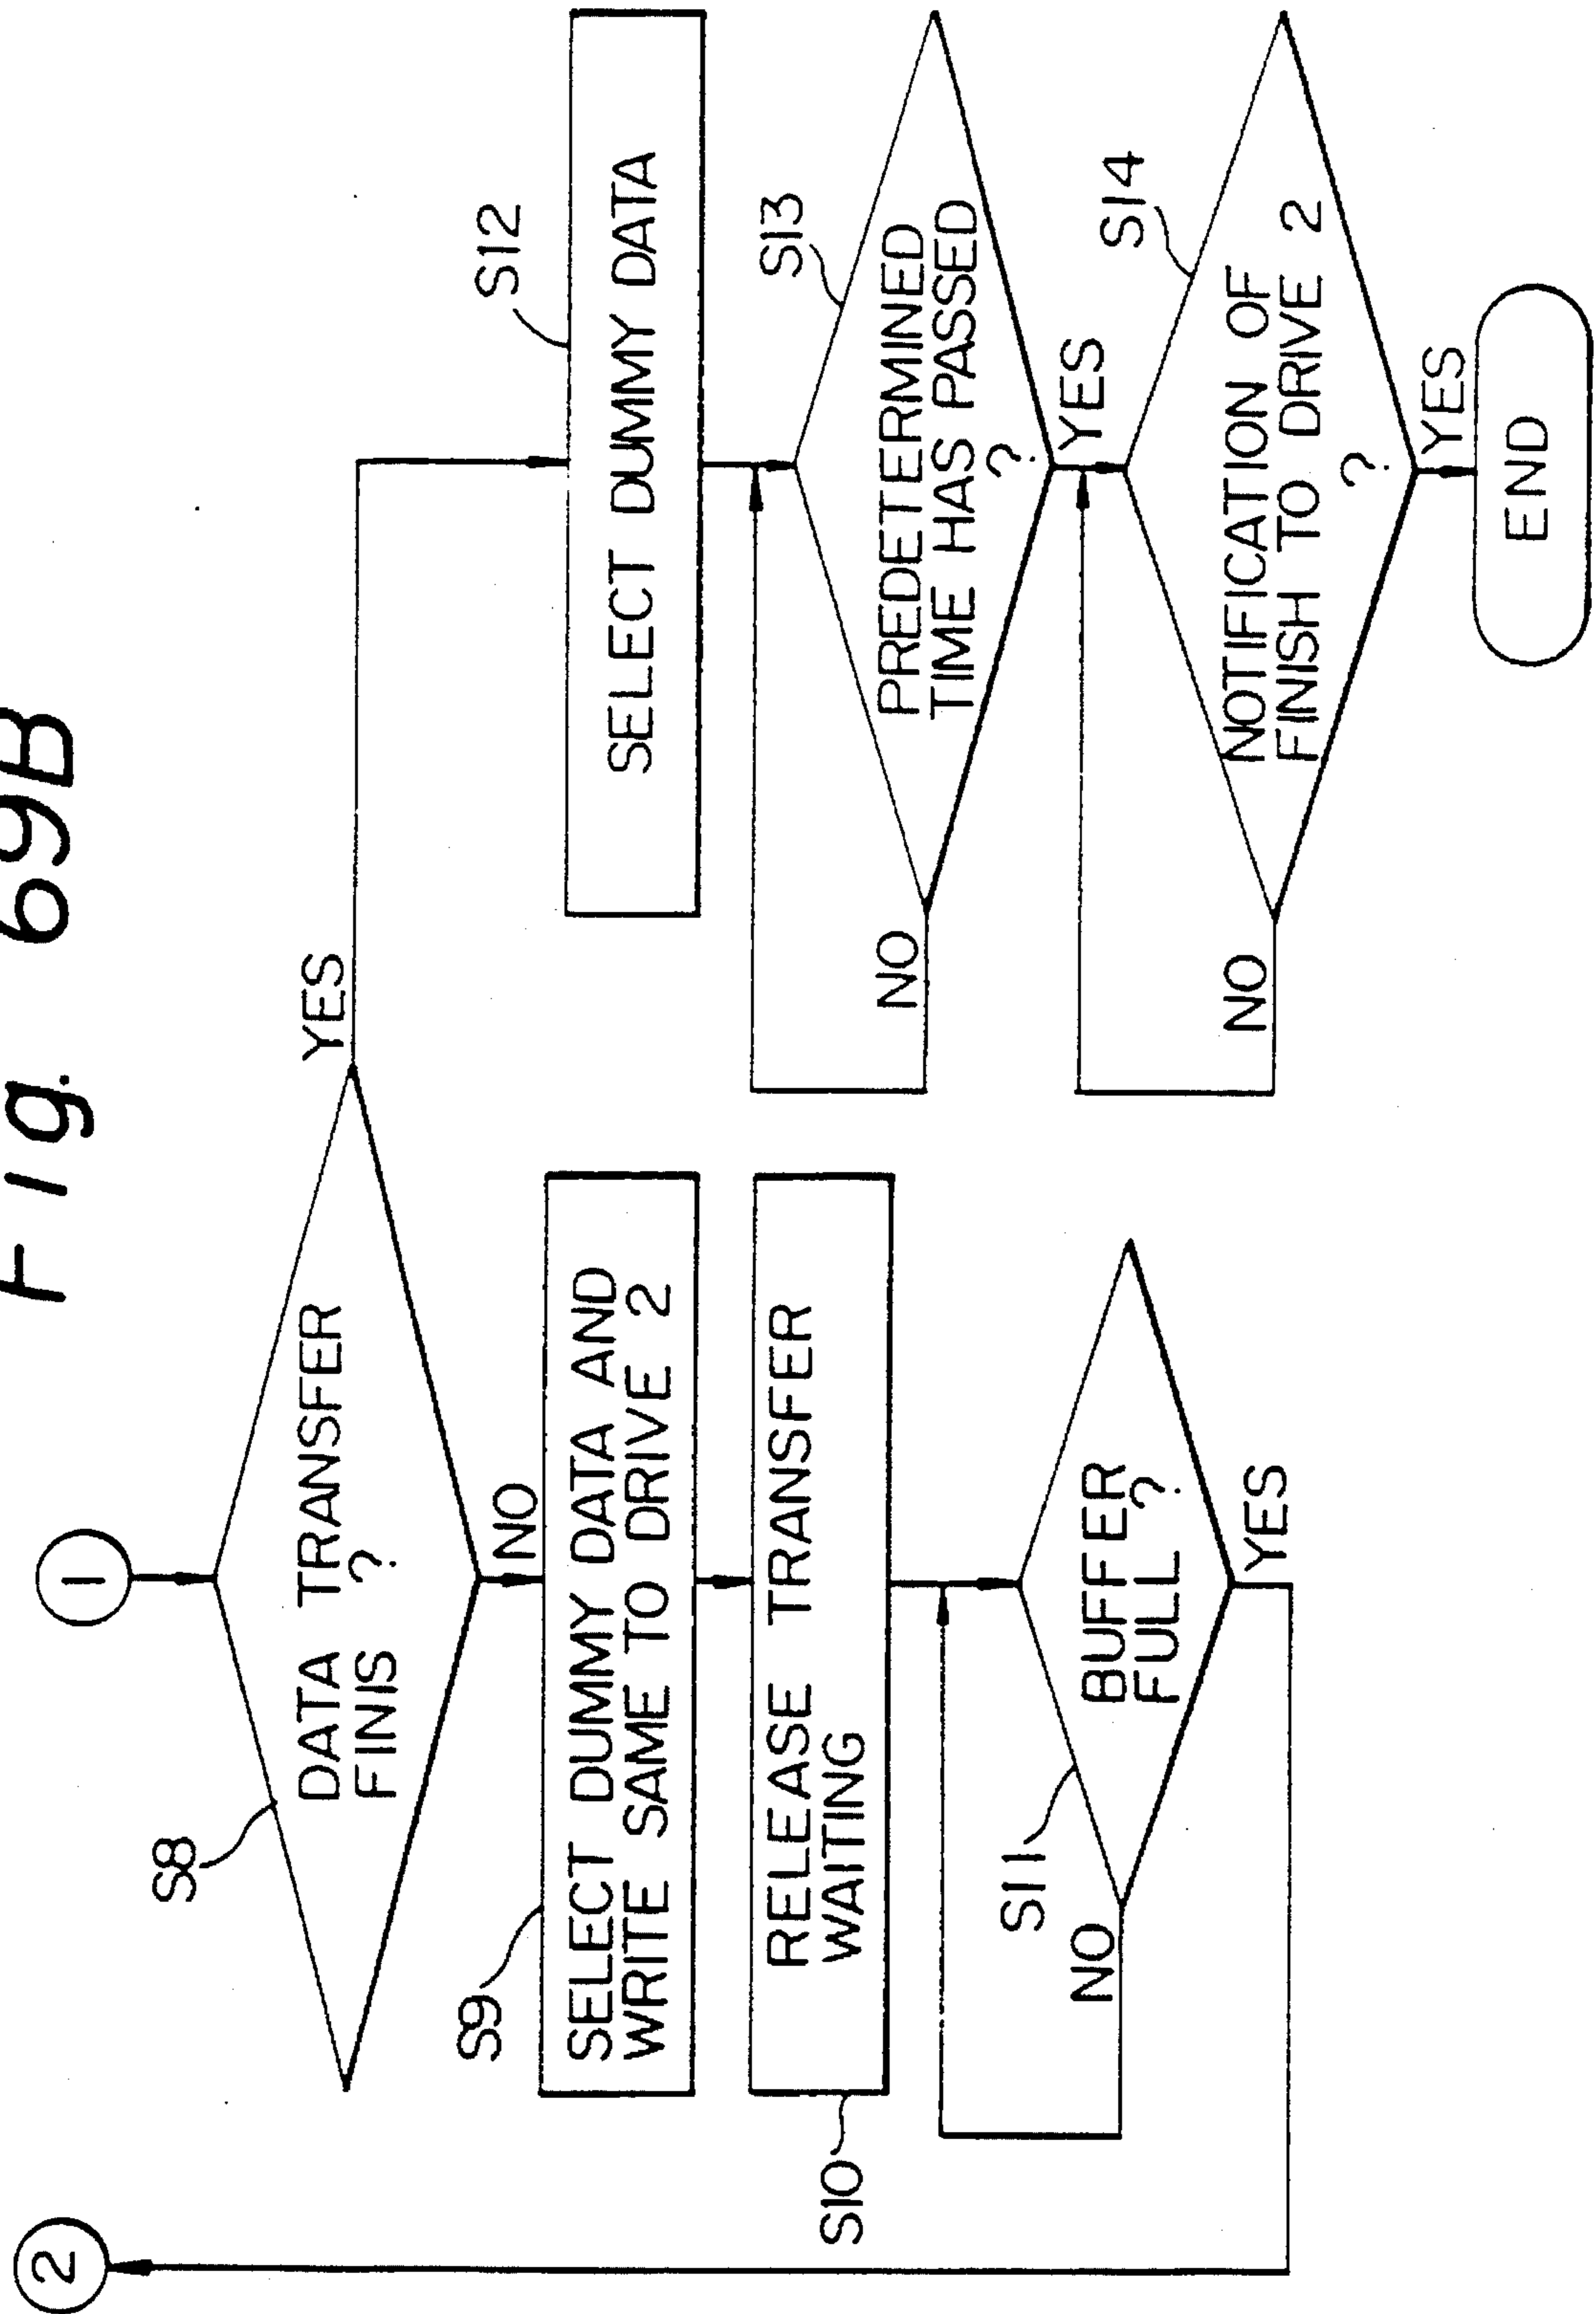 Fig. 69B
1
S8
DATA TRANSFER
FINIS ?
YES
NO
S9
SELECT DUMMY DATA AND
WRITE SAME TO DRIVE 2
S10
RELEASE TRANSFER
WAITING
S11
BUFFER
FULL ?
NO
YES
2
S12
SELECT DUMMY DATA
S13
PREDETERMINED
TIME HAS PASSED
?
NO
YES
S14
NOTIFICATION OF
FINISH TO DRIVE 2
?
NO
YES
END